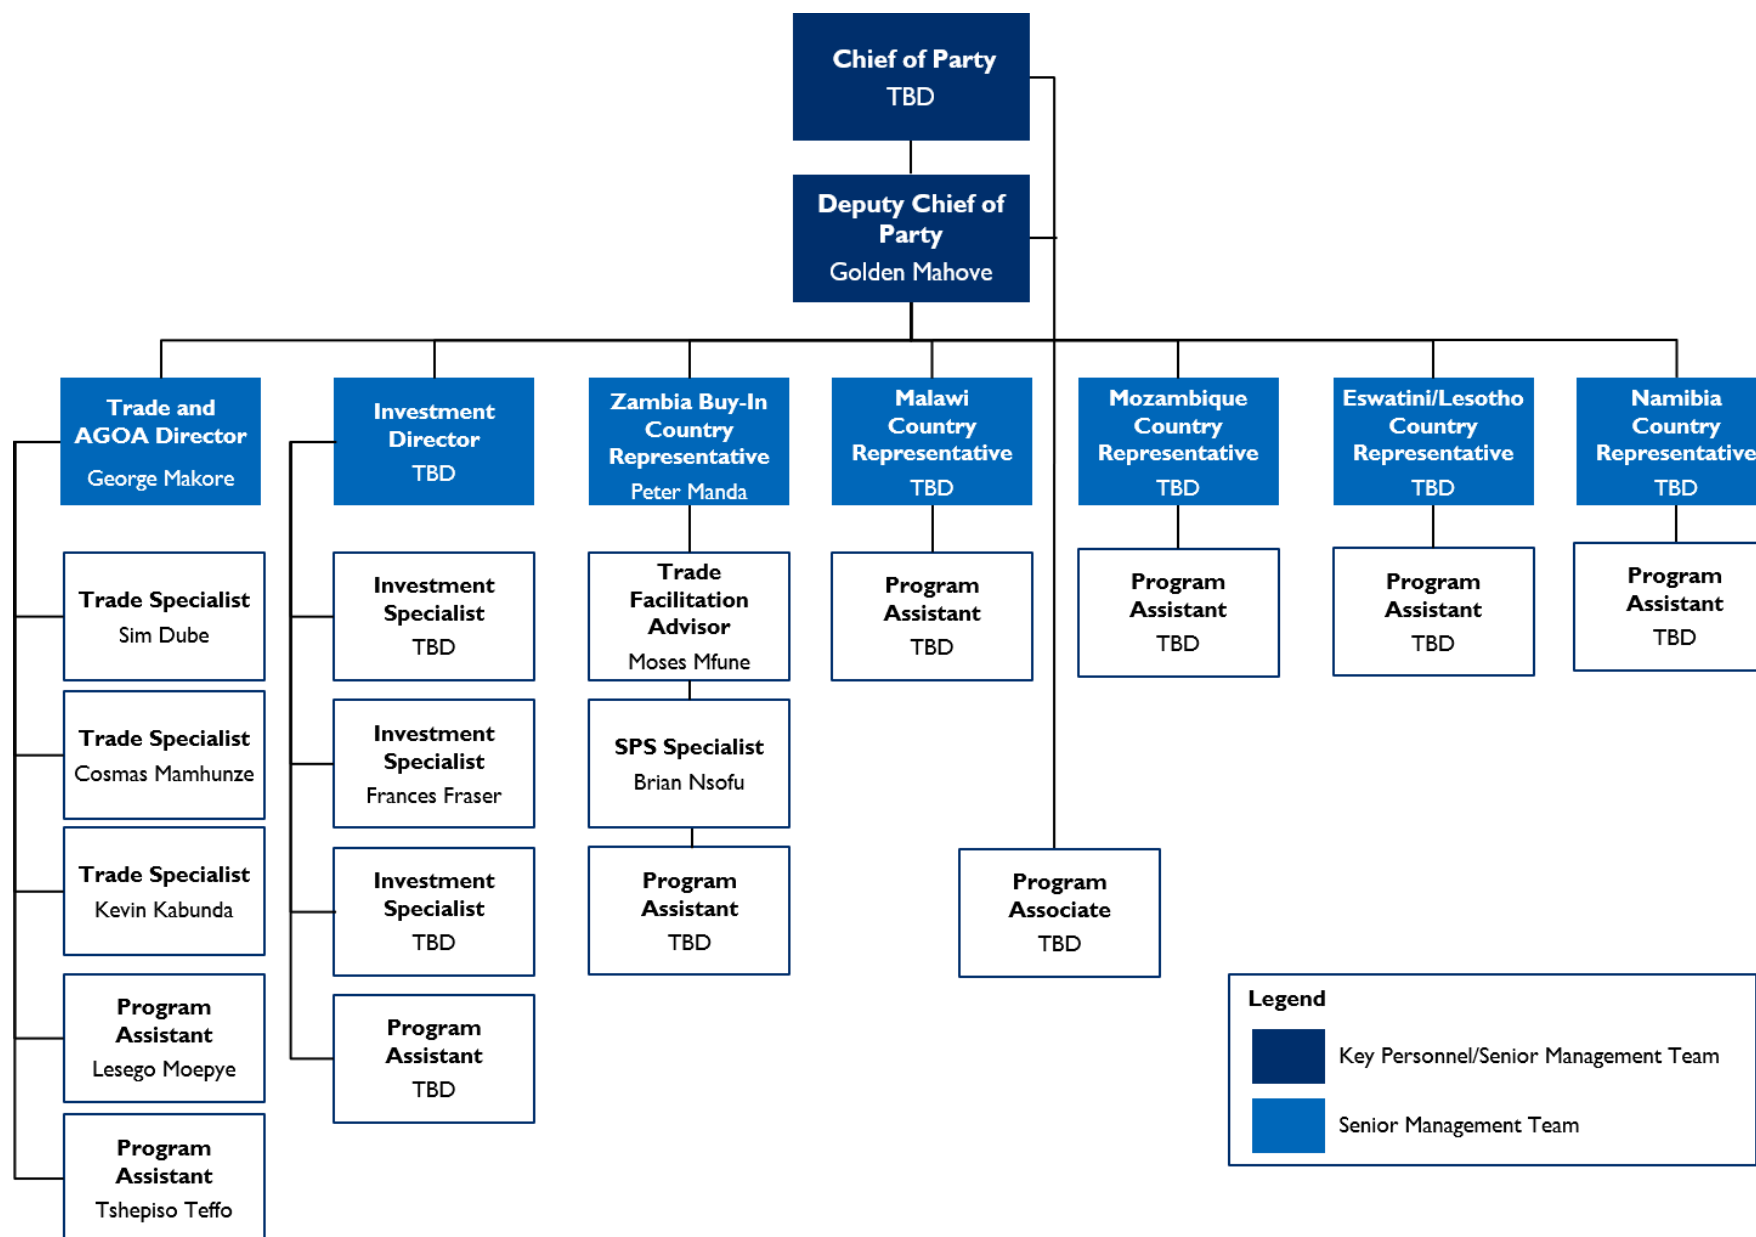 Chief of Party
TBD
Deputy Chief of
Party
Golden Mahove
Trade and
AGOA Director
George Makore
Investment
Director
TBD
Zambia Buy-In
Country
Representative
Peter Manda
Malawi
Country
Representative
TBD
Mozambique
Country
Representative
TBD
Eswatini/Lesotho
Country
Representative
TBD
Namibia
Country
Representative
TBD
Trade Specialist
Sim Dube
Investment
Specialist
TBD
Trade
Facilitation
Advisor
Moses Mfune
Program
Assistant
TBD
Program
Assistant
TBD
Program
Assistant
TBD
Program
Assistant
TBD
Trade Specialist
Cosmas Mamhunze
Investment
Specialist
Frances Fraser
SPS Specialist
Brian Nsofu
Trade Specialist
Kevin Kabunda
Investment
Specialist
TBD
Program
Assistant
TBD
Program
Associate
TBD
Program
Assistant
Lesego Moepye
Program
Assistant
TBD
Program
Assistant
Tshepiso Teffo
Legend
Key Personnel/Senior Management Team
Senior Management Team